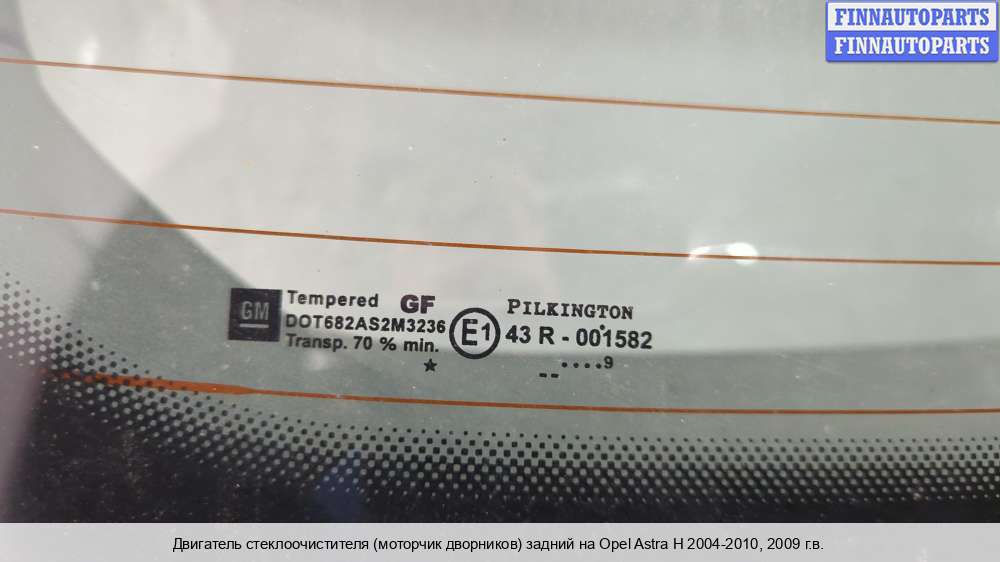 FINNAUTOPARTS
FINNAUTOPARTS
GM
Tempered GF
DOT682AS2M3236
Transp. 70 % min.
E1
PILKINGTON
43 R - 001582
....9
--
Двигатель стеклоочистителя (моторчик дворников) задний на Opel Astra H 2004-2010, 2009 г.в.